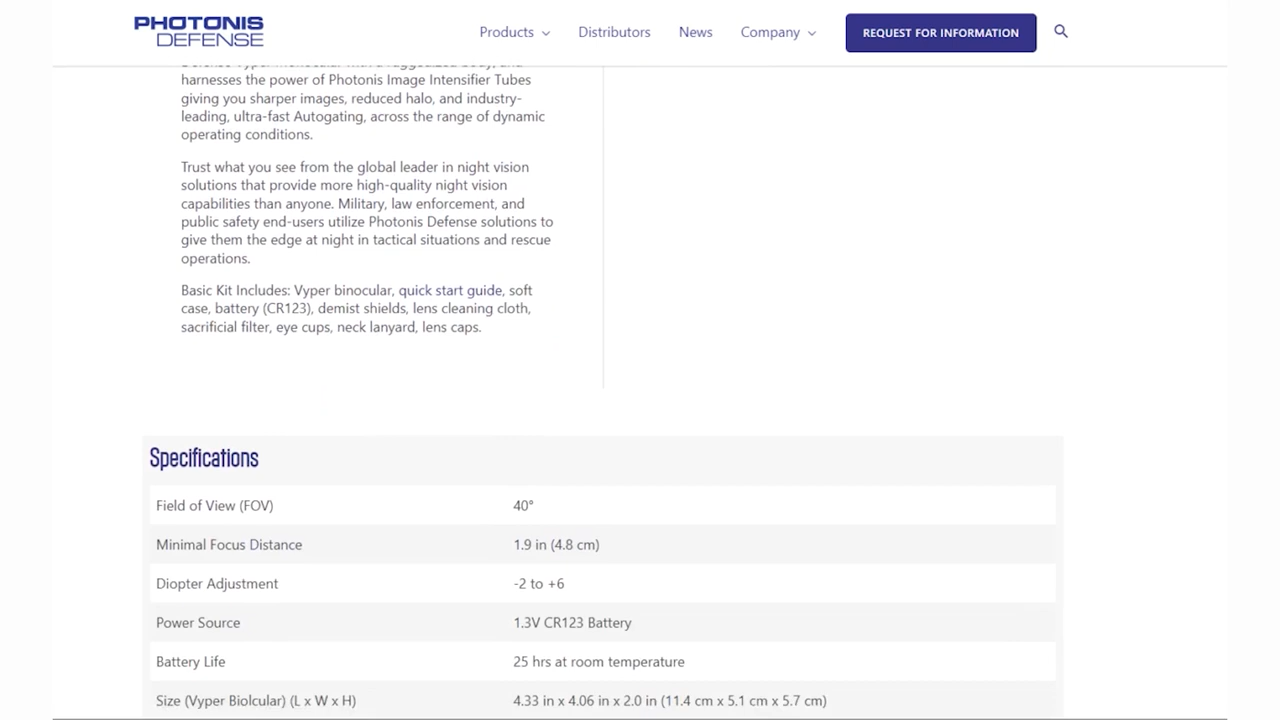 PHOTONIS
DEFENSE
Products
Distributors
News
Company
REQUEST FOR INFORMATION
harnesses the power of Photonis Image Intensifier Tubes
giving you sharper images, reduced halo, and industry-
leading, ultra-fast Autogating, across the range of dynamic
operating conditions.
Trust what you see from the global leader in night vision
solutions that provide more high-quality night vision
capabilities than anyone. Military, law enforcement, and
public safety end-users utilize Photonis Defense solutions to
give them the edge at night in tactical situations and rescue
operations.
Basic Kit Includes: Vyper binocular, quick start guide, soft
case, battery (CR123), demist shields, lens cleaning cloth,
sacrificial filter, eye cups, neck lanyard, lens caps.
Specifications
Field of View (FOV) 40°
Minimal Focus Distance 1.9 in (4.8 cm)
Diopter Adjustment -2 to +6
Power Source 1.3V CR123 Battery
Battery Life 25 hrs at room temperature
Size (Vyper Biolcular) (L x W x H) 4.33 in x 4.06 in x 2.0 in (11.4 cm x 5.1 cm x 5.7 cm)